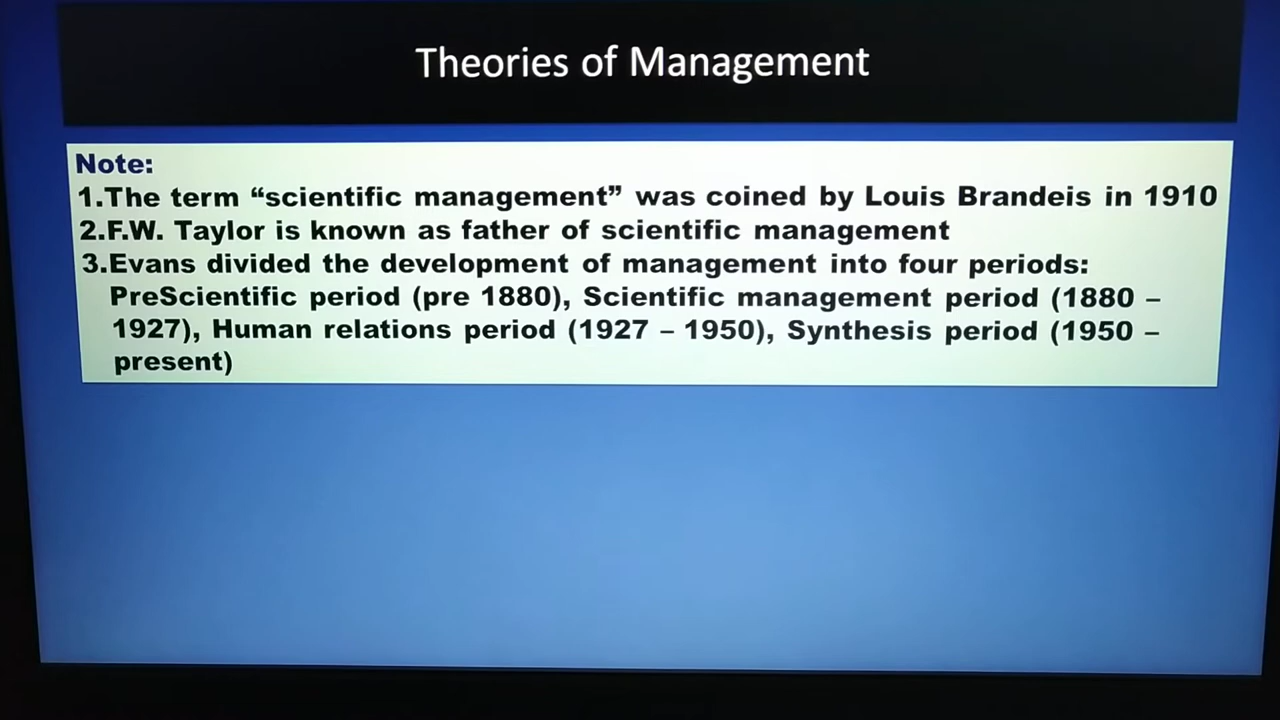 Theories of Management
Note:
1.The term “scientific management” was coined by Louis Brandeis in 1910
2.F.W. Taylor is known as father of scientific management
3.Evans divided the development of management into four periods:
PreScientific period (pre 1880), Scientific management period (1880 –
1927), Human relations period (1927 – 1950), Synthesis period (1950 –
present)